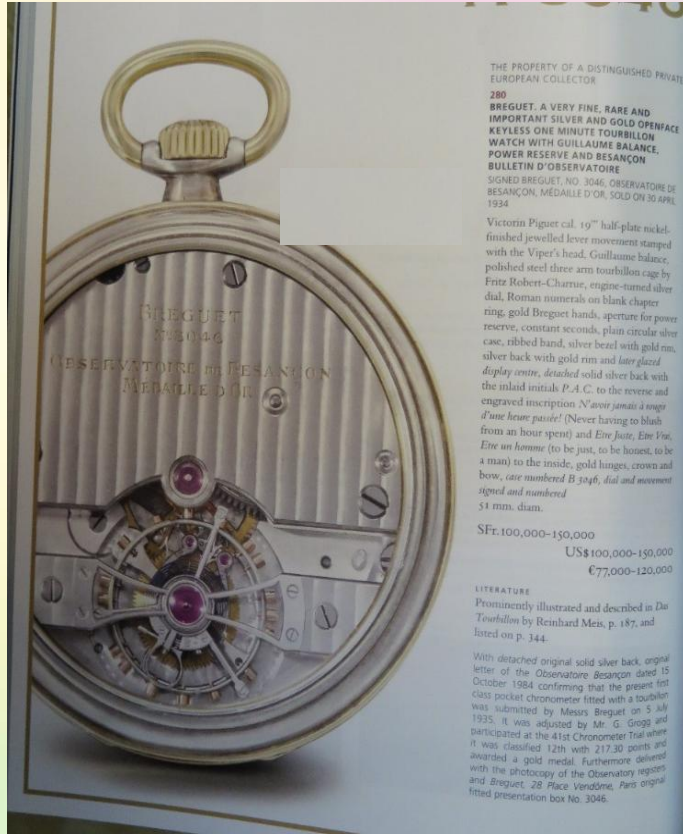 THE PROPERTY OF A DISTINGUISHED PRIVATE
EUROPEAN COLLECTOR
280
BREGUET. A VERY FINE, RARE AND
IMPORTANT SILVER AND GOLD OPENFACE
KEYLESS ONE MINUTE TOURBILLON
WATCH WITH GUILLAUME BALANCE,
POWER RESERVE AND BESANÇON
BULLETIN D'OBSERVATOIRE
SIGNED BREGUET, NO. 3046, OBSERVATOIRE DE
BESANÇON, MÉDAILLE D'OR, SOLD ON 30 APRIL
1934
Victorin Piguet cal. 19''' half-plate nickel-
finished jewelled lever movement stamped
with the Viper's head, Guillaume balance,
polished steel three arm tourbillon cage by
Fritz Robert-Charrue, engine-turned silver
dial, Roman numerals on blank chapter
ring, gold Breguet hands, aperture for power
reserve, constant seconds, plain circular silver
case, ribbed band, silver bezel with gold rim,
silver back with gold rim and later glazed
display centre, detached solid silver back with
the inlaid initials P.A.C. to the reverse and
engraved inscription N'avoir jamais à rougir
d'une heure passée! (Never having to blush
from an hour spent) and Etre Juste, Etre Vrai,
Etre un homme (to be just, to be honest, to be
a man) to the inside, gold hinges, crown and
bow, case numbered B 3046, dial and movement
signed and numbered
51 mm. diam.
SFr.100,000-150,000
US$100,000-150,000
€77,000-120,000
LITERATURE
Prominently illustrated and described in Das
Tourbillon by Reinhard Meis, p. 187, and
listed on p. 344.
With detached original solid silver back, original
letter of the Observatoire Besançon dated 15
October 1984 confirming that the present first
class pocket chronometer fitted with a tourbillon
was submitted by Messrs Breguet on 5 July
1935. It was adjusted by Mr. G. Grogg and
participated at the 41st Chronometer Trial where
it was classified 12th with 217.30 points and
awarded a gold medal. Furthermore delivered
with the photocopy of the Observatory registers
and Breguet, 28 Place Vendôme, Paris original
fitted presentation box No. 3046.
BREGUET
Nº 3046
OBSERVATOIRE DE BESANÇON
MEDAILLE D'OR